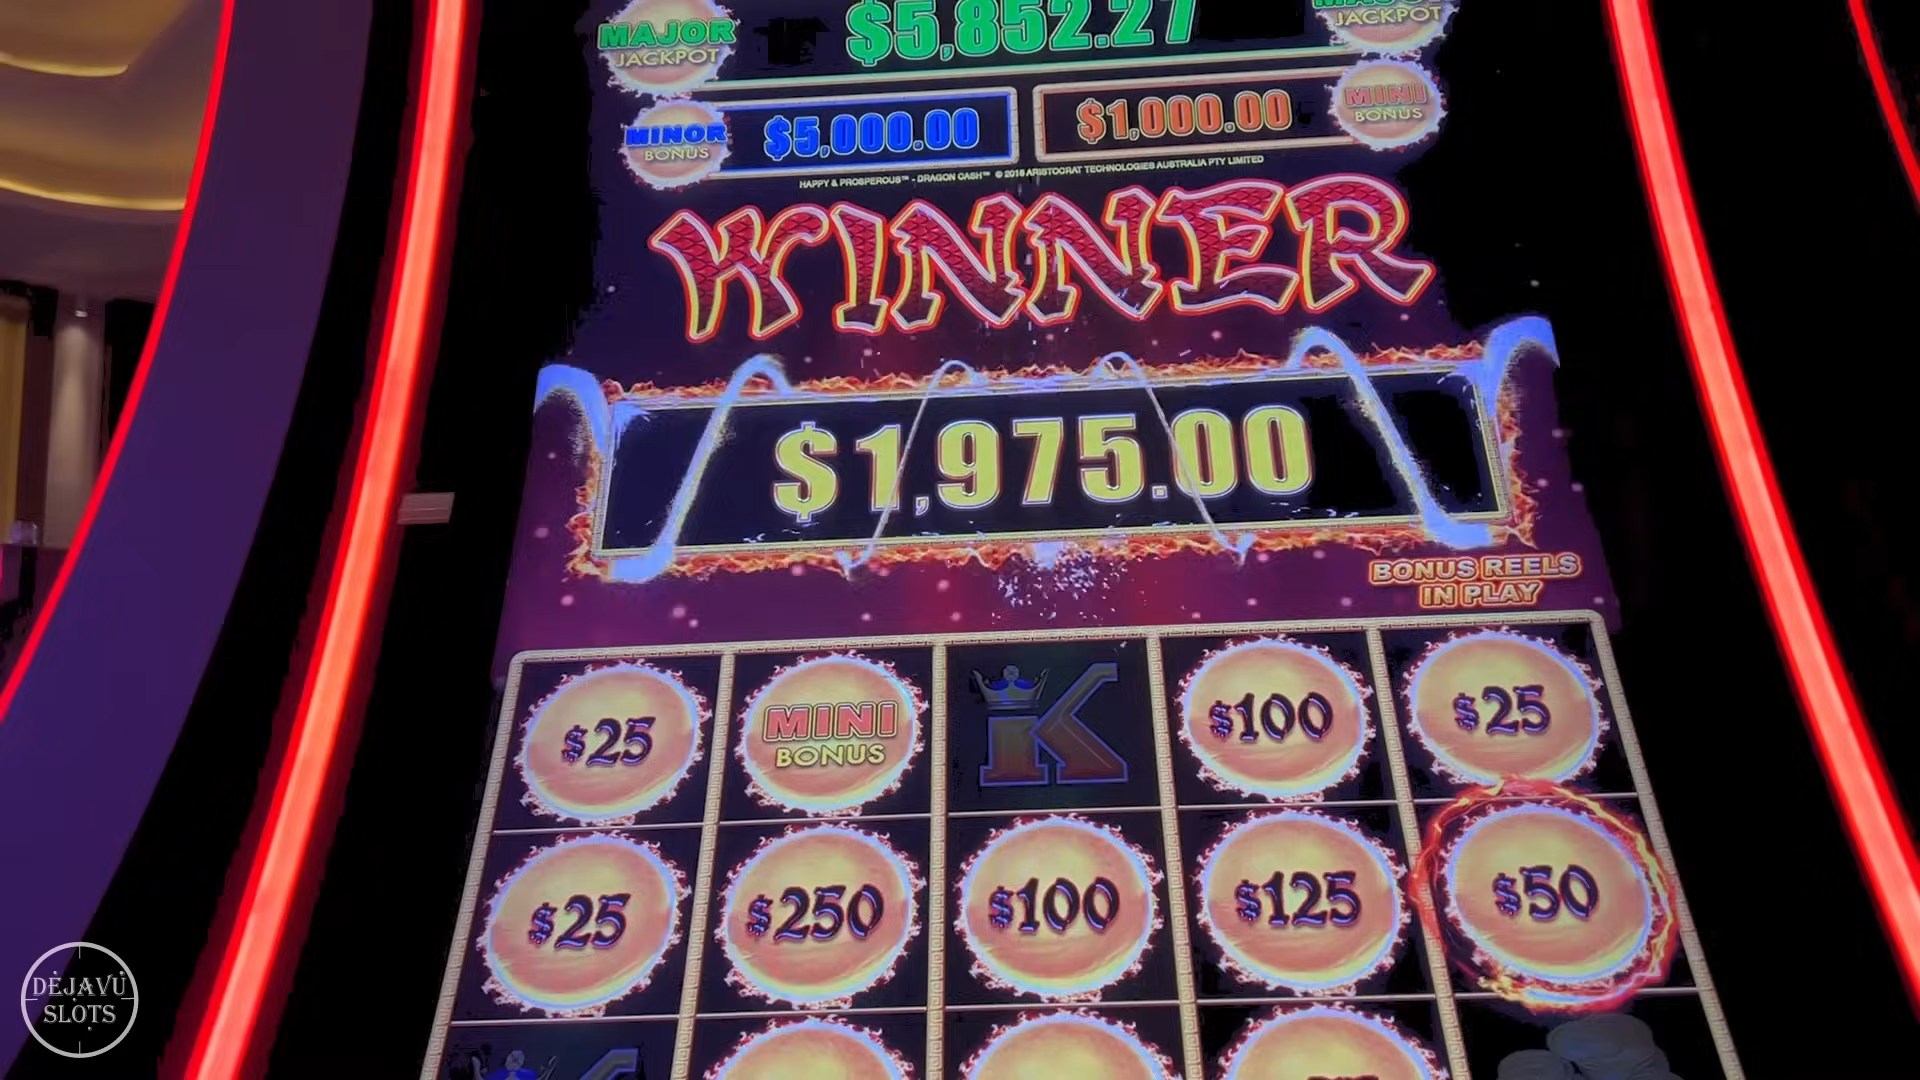 MAJOR
JACKPOT
$5,852.27
JACKPOT
MINOR
BONUS
$5,000.00
$1,000.00
MINI
BONUS
HAPPY & PROSPEROUS™ - DRAGON CASH™ © 2018 ARISTOCRAT TECHNOLOGIES AUSTRALIA PTY LIMITED
WINNER
$1,975.00
BONUS REELS
IN PLAY
$25
MINI
BONUS
K
$100
$25
$25
$250
$100
$125
$50
DÉJAVÙ
SLOTS